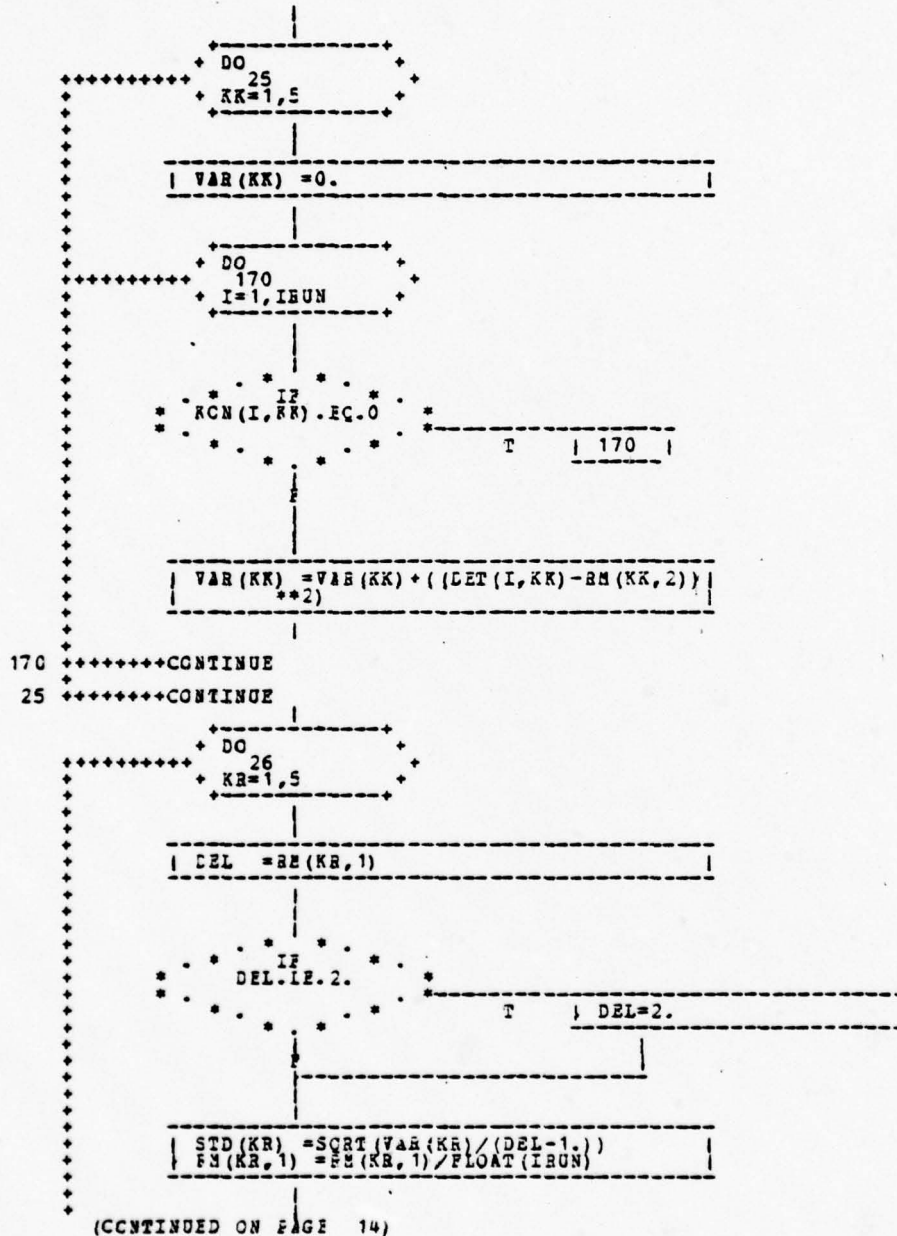 DO
25
KK=1,5
VAR(KK) =0.
DO
170
I=1,IRUN
IF
KCN(I,KK).EQ.0
T | 170 |
F
VAR(KK) =VAR(KK)+((DET(I,KK)-RM(KK,2))
**2)
170 ++++++++CONTINUE
25 ++++++++CONTINUE
DO
26
KR=1,5
DEL =RM(KR,1)
IF
DEL.LE.2.
T | DEL=2.
F
STD(KR) =SQRT(VAR(KR)/(DEL-1.))
RM(KR,1) =RM(KR,1)/FLOAT(IRUN)
(CONTINUED ON PAGE 14)